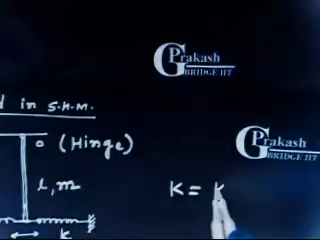 Prakash
BRIDGE IIT
d in S.H.M.
Prakash
BRIDGE IIT
o (Hinge)
l, m
K =
K